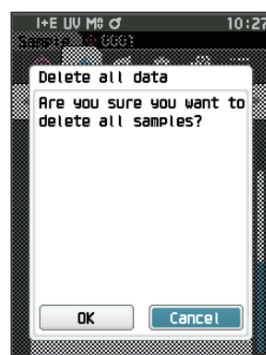 I+E UV M0 ♂ 10:27
Sample 0001
Delete all data
Are you sure you want to
delete all samples?
OK Cancel